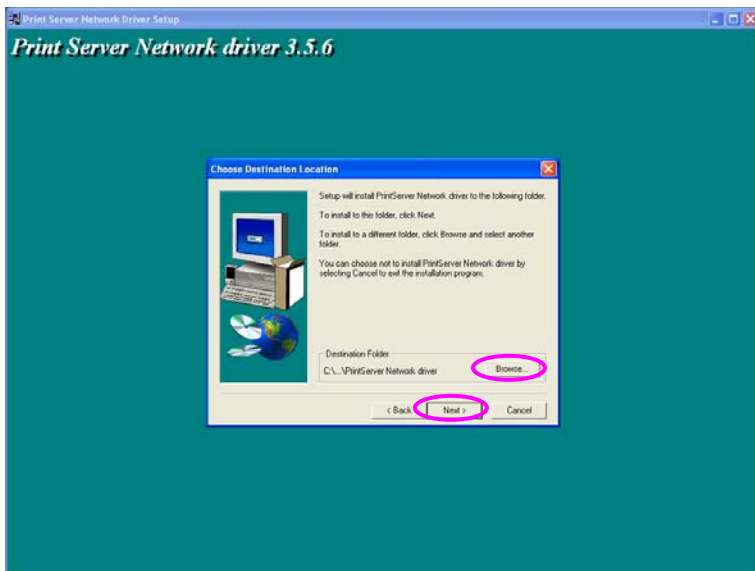 Print Server Network Driver Setup
Print Server Network driver 3.5.6
Choose Destination Location
Setup will install PrintServer Network driver to the following folder.
To install to this folder, click Next.
To install to a different folder, click Browse and select another
folder.
You can choose not to install PrintServer Network driver by
selecting Cancel to exit the installation program.
Destination Folder
C:\...\PrintServer Network driver
Browse...
< Back
Next >
Cancel